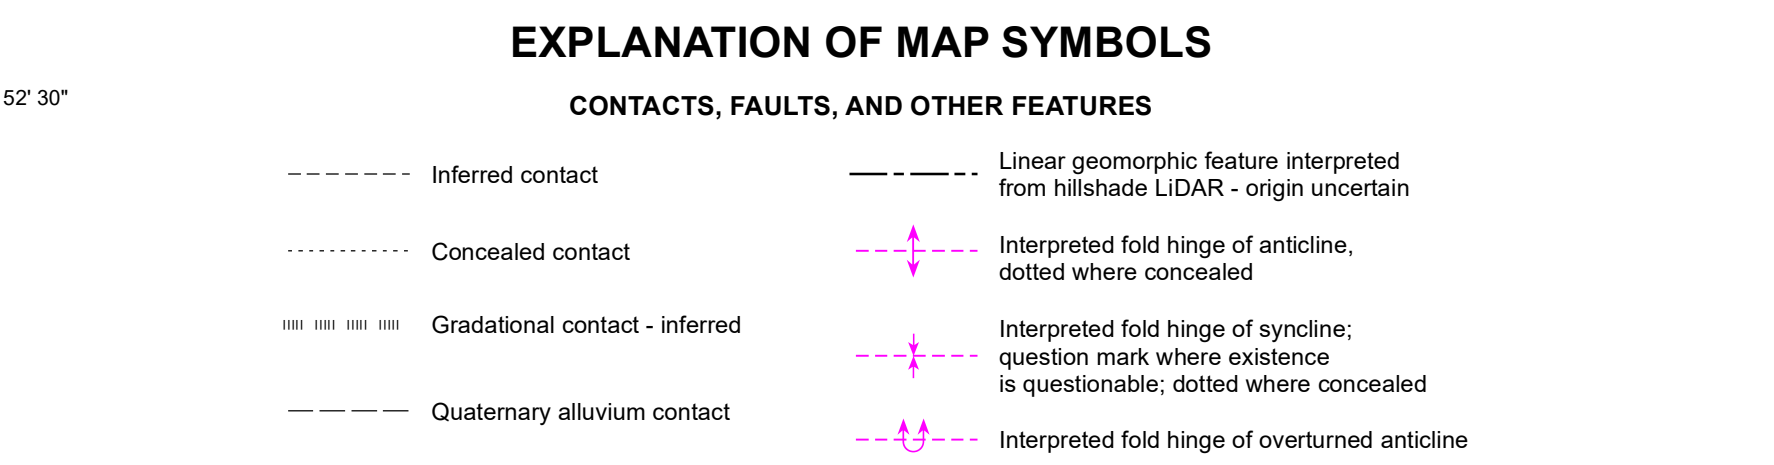 EXPLANATION OF MAP SYMBOLS
52' 30"
CONTACTS, FAULTS, AND OTHER FEATURES
Inferred contact
Concealed contact
Gradational contact - inferred
Quaternary alluvium contact
Linear geomorphic feature interpreted
from hillshade LiDAR - origin uncertain
Interpreted fold hinge of anticline,
dotted where concealed
Interpreted fold hinge of syncline;
question mark where existence
is questionable; dotted where concealed
Interpreted fold hinge of overturned anticline